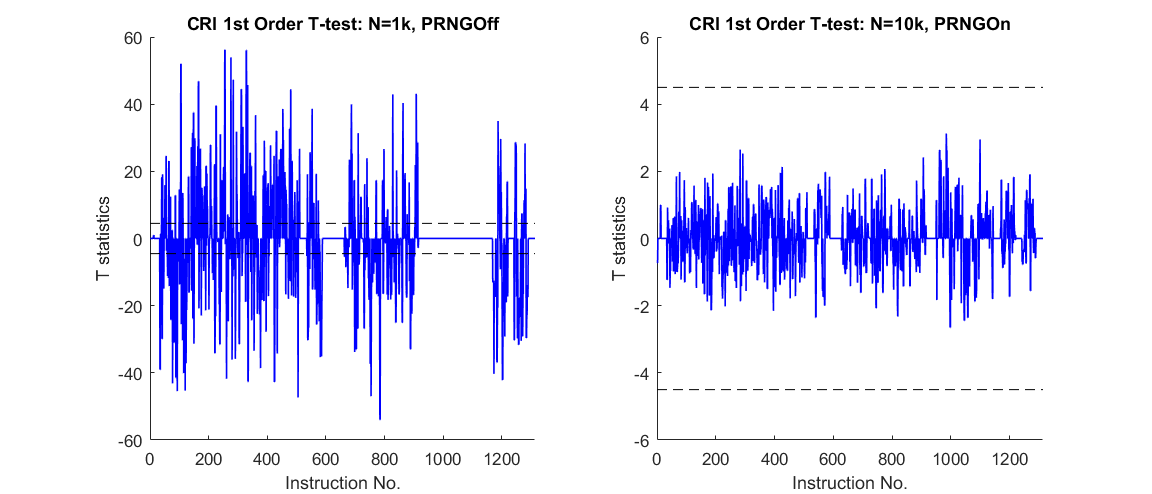 CRI 1st Order T-test: N=1k, PRNGOff
60
40
20
0
-20
-40
-60
T statistics
0 200 400 600 800 1000 1200
Instruction No.
CRI 1st Order T-test: N=10k, PRNGOn
6
4
2
0
-2
-4
-6
T statistics
0 200 400 600 800 1000 1200
Instruction No.